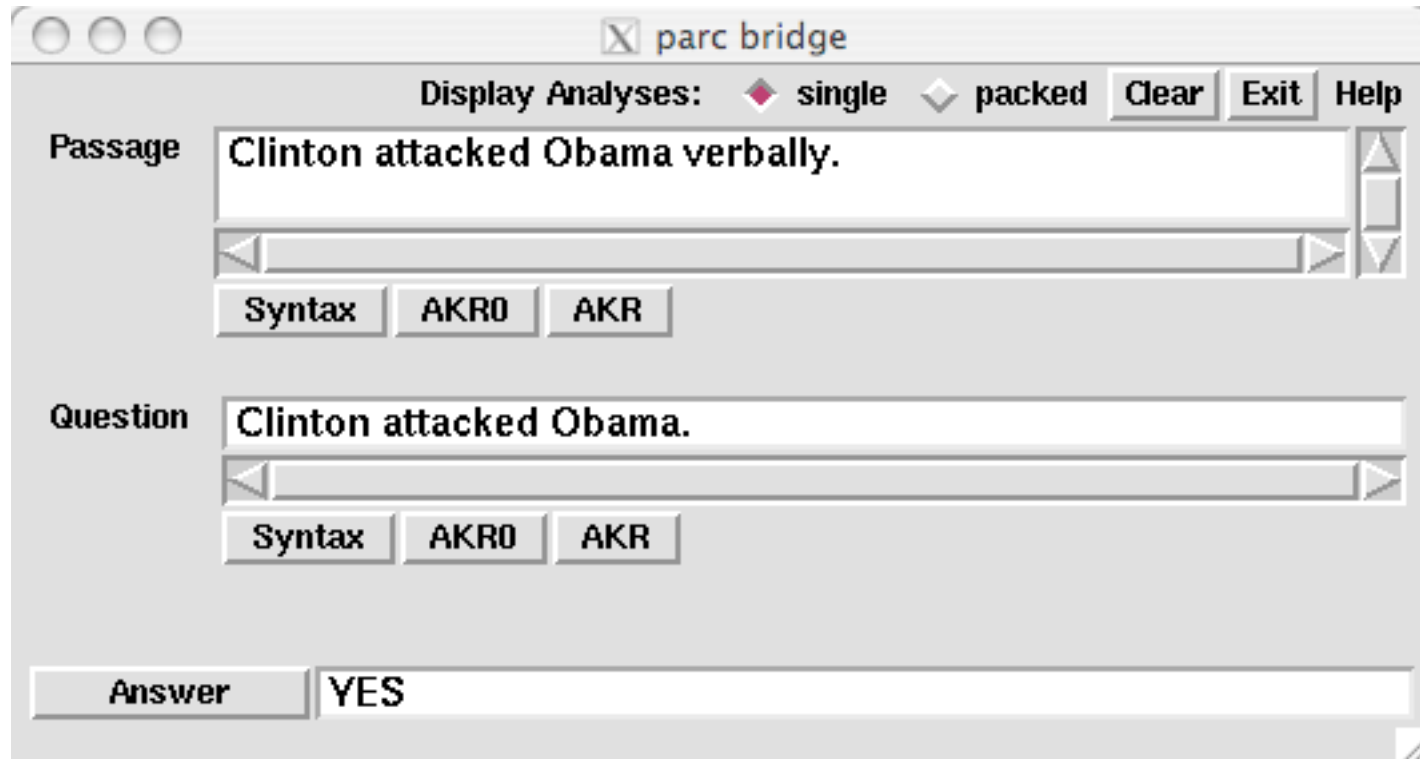 parc bridge
Display Analyses: single packed Clear Exit Help
Passage Clinton attacked Obama verbally.
Syntax AKR0 AKR
Question Clinton attacked Obama.
Syntax AKR0 AKR
Answer YES